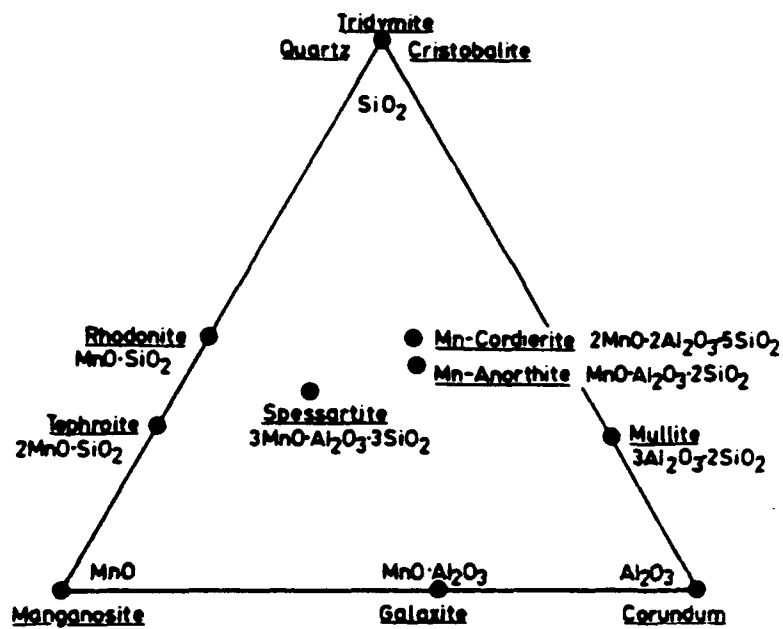 Tridymite
Quartz Cristobalite
SiO₂
Rhodonite
MnO·SiO₂
Mn-Cordierite 2MnO·2Al₂O₃·5SiO₂
Mn-Anorthite MnO·Al₂O₃·2SiO₂
Spessartite
3MnO·Al₂O₃·3SiO₂
Tephroite
2MnO·SiO₂
Mullite
3Al₂O₃·2SiO₂
MnO MnO·Al₂O₃ Al₂O₃
Manganosite Galaxite Corundum